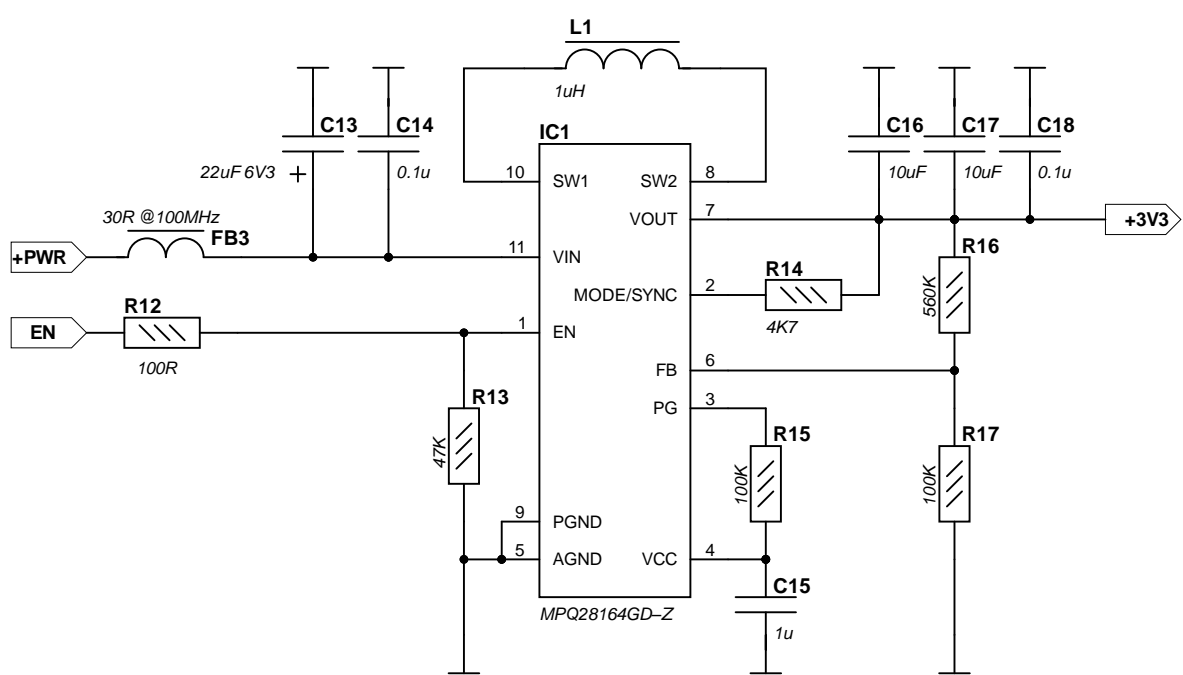 L1
1uH
C13
C14
22uF 6V3
+
0.1u
IC1
C16
C17
C18
10uF
10uF
0.1u
10
SW1
SW2
8
VOUT
7
+3V3
30R @100MHz
FB3
+PWR
11
VIN
R16
560K
R14
4K7
MODE/SYNC
2
R12
EN
100R
1
EN
FB
6
R13
47K
PG
3
R15
100K
R17
100K
9
PGND
5
AGND
VCC
4
C15
1u
MPQ28164GD–Z